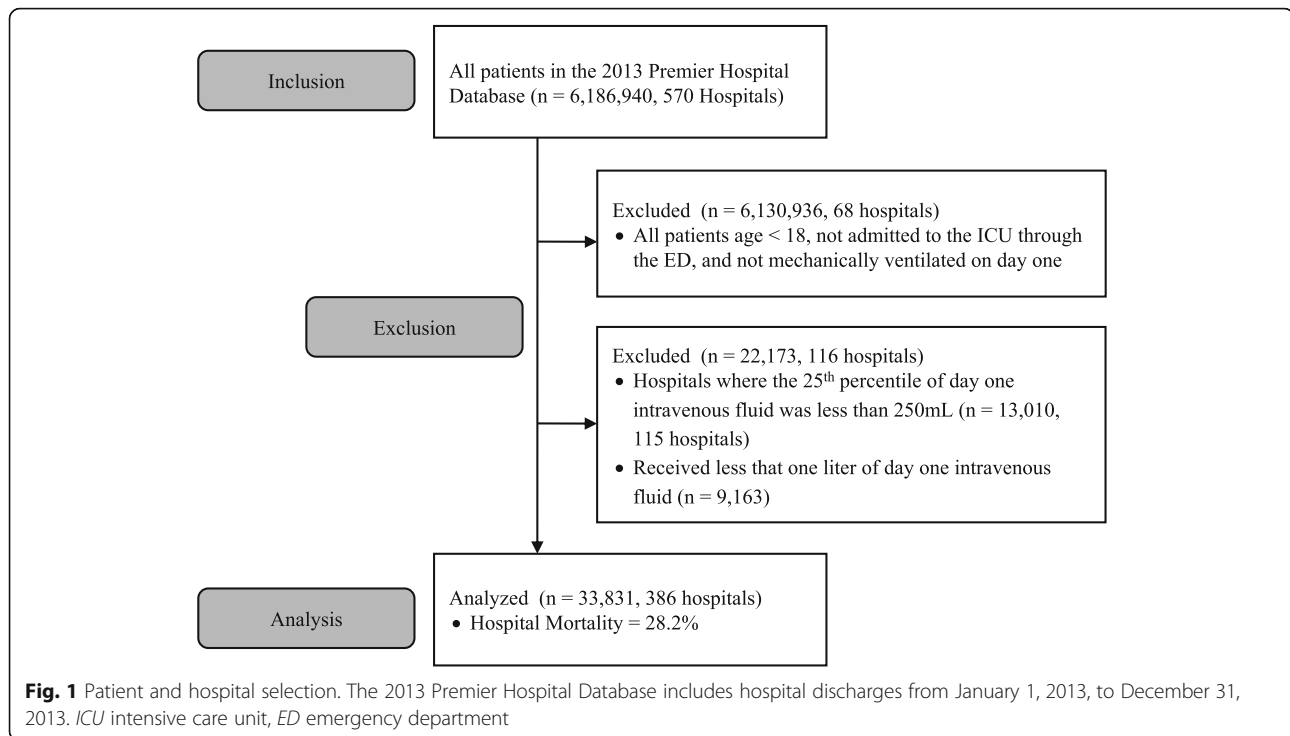 Inclusion
All patients in the 2013 Premier Hospital
Database (n = 6,186,940, 570 Hospitals)
Excluded (n = 6,130,936, 68 hospitals)
• All patients age < 18, not admitted to the ICU through
the ED, and not mechanically ventilated on day one
Exclusion
Excluded (n = 22,173, 116 hospitals)
• Hospitals where the 25th percentile of day one
intravenous fluid was less than 250mL (n = 13,010,
115 hospitals)
• Received less that one liter of day one intravenous
fluid (n = 9,163)
Analysis
Analyzed (n = 33,831, 386 hospitals)
• Hospital Mortality = 28.2%
Fig. 1 Patient and hospital selection. The 2013 Premier Hospital Database includes hospital discharges from January 1, 2013, to December 31,
2013. ICU intensive care unit, ED emergency department